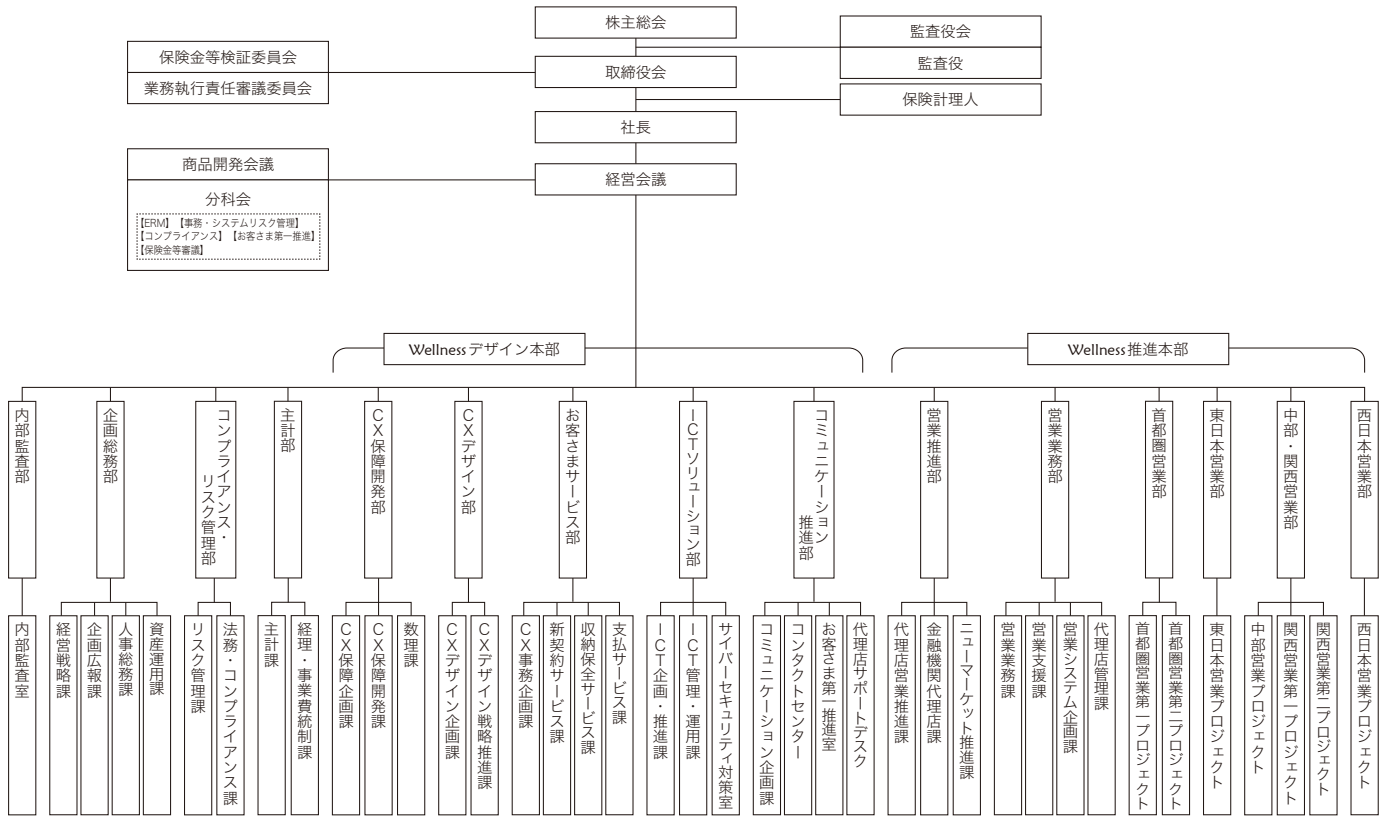 株主総会
監査役会
監査役
保険金等検証委員会
業務執行責任審議委員会
取締役会
保険計理人
社長
商品開発会議
分科会
【ERM】【事務・システムリスク管理】
【コンプライアンス】【お客さま第一推進】
【保険金等審議】
経営会議
Wellnessデザイン本部
Wellness推進本部
内部監査部
企画総務部
コンプライアンス・
リスク管理部
主計部
CX保障開発部
CXデザイン部
お客さまサービス部
ICTソリューション部
コミュニケーション
推進部
営業推進部
営業業務部
首都圏営業部
東日本営業部
中部・関西営業部
西日本営業部
内部監査室
経営戦略課
企画広報課
人事総務課
資産運用課
リスク管理課
法務・コンプライアンス課
主計課
経理・事業費統制課
CX保障企画課
CX保障開発課
数理課
CXデザイン企画課
CXデザイン戦略推進課
CX事務企画課
新契約サービス課
収納保全サービス課
支払サービス課
ICT企画・推進課
ICT管理・運用課
サイバーセキュリティ対策室
コミュニケーション企画課
コンタクトセンター
お客さま第一推進室
代理店サポートデスク
代理店営業推進課
金融機関代理店課
ニューマーケット推進課
営業業務課
営業支援課
営業システム企画課
代理店管理課
首都圏営業第一プロジェクト
首都圏営業第二プロジェクト
東日本営業プロジェクト
中部営業プロジェクト
関西営業第一プロジェクト
関西営業第二プロジェクト
西日本営業プロジェクト